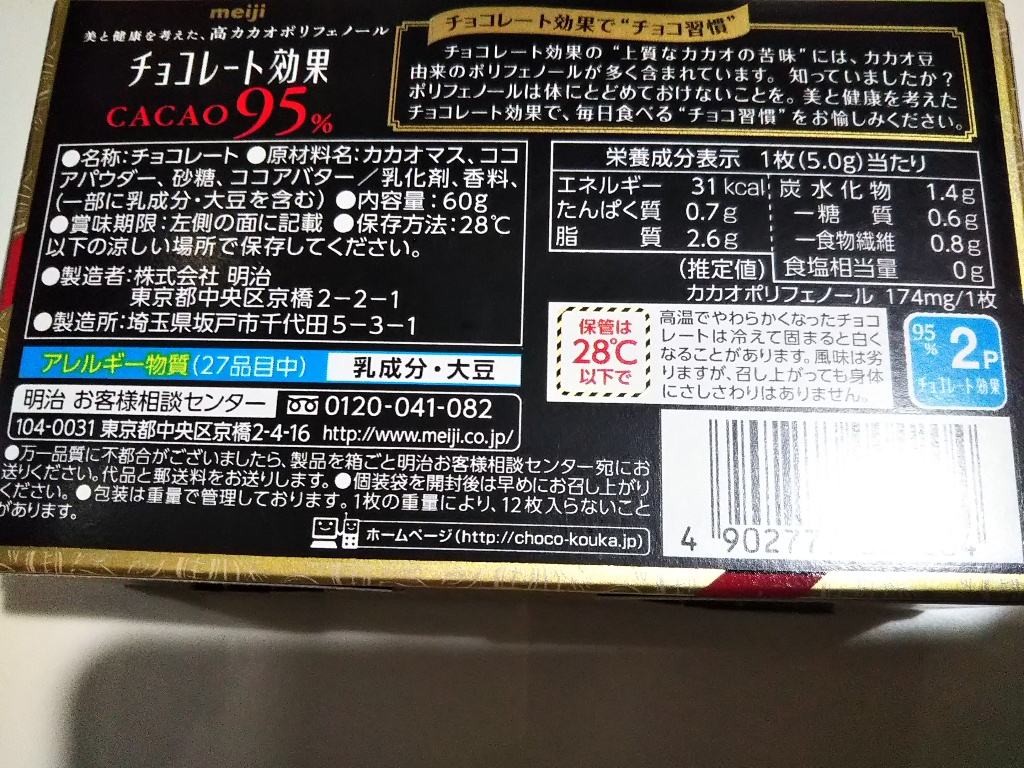 meiji
美と健康を考えた、高カカオポリフェノール
チョコレート効果
CACAO 95%
チョコレート効果で“チョコ習慣”
チョコレート効果の“上質なカカオの苦味”には、カカオ豆
由来のポリフェノールが多く含まれています。知っていましたか？
ポリフェノールは体にとどめておけないことを。美と健康を考えた
チョコレート効果で、毎日食べる“チョコ習慣”をお愉しみください。
●名称：チョコレート ●原材料名：カカオマス、ココ
アパウダー、砂糖、ココアバター／乳化剤、香料、
(一部に乳成分・大豆を含む) ●内容量：60g
●賞味期限：左側の面に記載 ●保存方法：28℃
以下の涼しい場所で保存してください。
●製造者：株式会社 明治
東京都中央区京橋2－2－1
●製造所：埼玉県坂戸市千代田5－3－1
アレルギー物質(27品目中) 乳成分・大豆
明治 お客様相談センター 0120-041-082
104-0031 東京都中央区京橋2-4-16 http://www.meiji.co.jp/
●万一品質に不都合がございましたら、製品を箱ごと明治お客様相談センター宛にお
送りください。代品と郵送料をお送りします。●個装袋を開封後は早めにお召し上がり
ください。●包装は重量で管理しております。1枚の重量により、12枚入らないこと
があります。
ホームページ(http://choco-kouka.jp)
栄養成分表示 1枚(5.0g)当たり
エネルギー 31kcal 炭水化物 1.4g
たんぱく質 0.7g －糖質 0.6g
脂質 2.6g －食物繊維 0.8g
(推定値) 食塩相当量 0g
カカオポリフェノール 174mg/1枚
保管は
28℃
以下で
高温でやわらかくなったチョコ
レートは冷えて固まると白く
なることがあります。風味は劣
りますが、召し上がっても身体
にさしさわりはありません。
95% 2P
チョコレート効果
4 90277